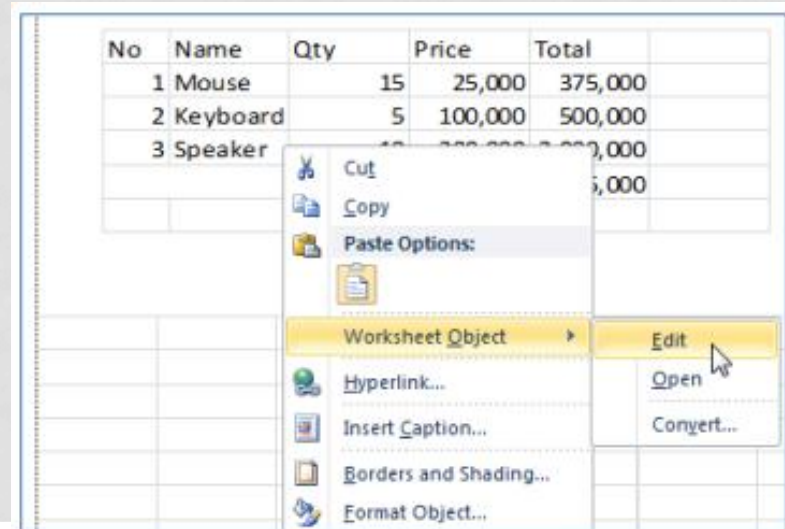 No Name Qty Price Total
1 Mouse 15 25,000 375,000
2 Keyboard 5 100,000 500,000
3 Speaker
Cut
Copy
Paste Options:
Worksheet Object
Edit
Open
Convert...
Hyperlink...
Insert Caption...
Borders and Shading...
Format Object...